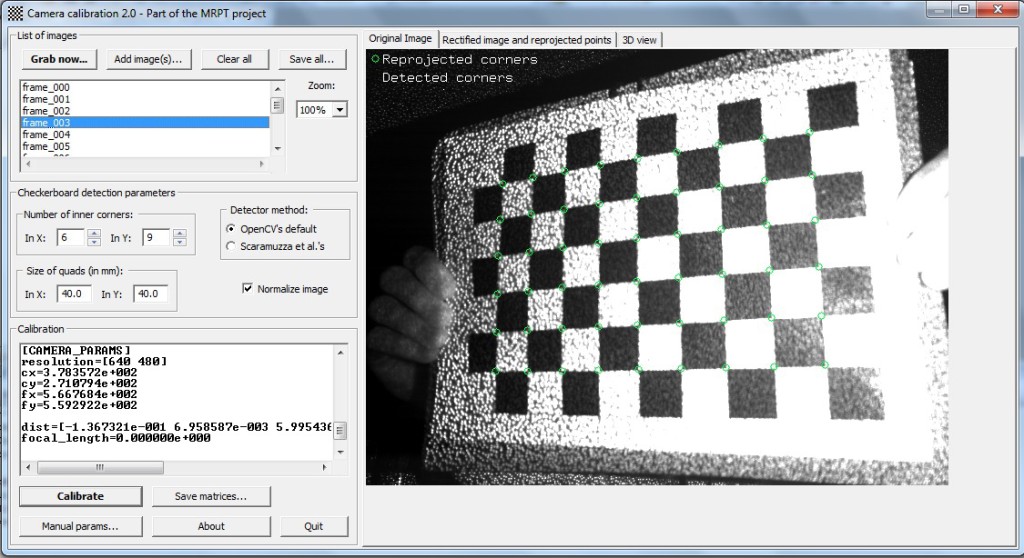 Camera calibration 2.0 - Part of the MRPT project
List of images
Grab now... Add image(s)... Clear all Save all...
frame_000
frame_001
frame_002
frame_003
frame_004
frame_005
Zoom:
100%
Checkerboard detection parameters
Number of inner corners:
In X: 6 In Y: 9
Detector method:
OpenCV's default
Scaramuzza et al.'s
Size of quads (in mm):
In X: 40.0 In Y: 40.0
Normalize image
Calibration
[CAMERA_PARAMS]
resolution=[640 480]
cx=3.783572e+002
cy=2.710794e+002
fx=5.667684e+002
fy=5.592922e+002
dist=[-1.367321e-001 6.958587e-003 5.995436
focal_length=0.000000e+000
Calibrate Save matrices...
Manual params... About Quit
Original Image Rectified image and reprojected points 3D view
Reprojected corners
Detected corners